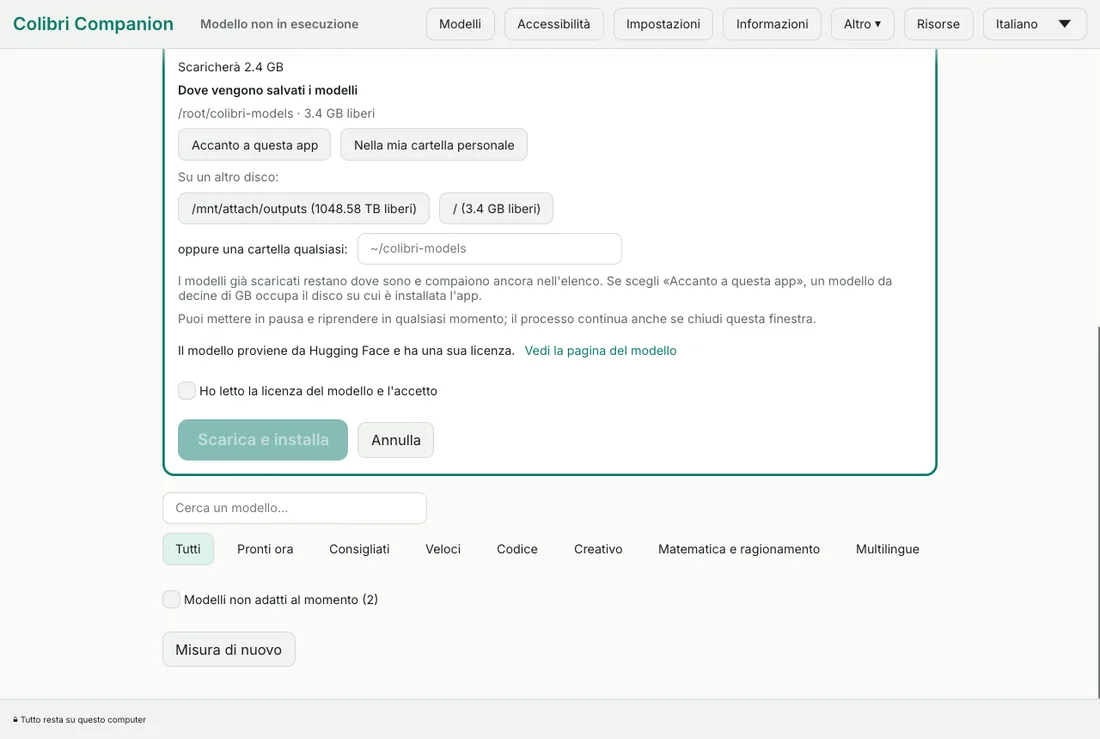 Colibri Companion
Modello non in esecuzione
Modelli
Accessibilità
Impostazioni
Informazioni
Altro ▾
Risorse
Italiano
Scaricherà 2.4 GB
Dove vengono salvati i modelli
/root/colibri-models · 3.4 GB liberi
Accanto a questa app
Nella mia cartella personale
Su un altro disco:
/mnt/attach/outputs (1048.58 TB liberi)
/ (3.4 GB liberi)
oppure una cartella qualsiasi:
~/colibri-models
I modelli già scaricati restano dove sono e compaiono ancora nell'elenco. Se scegli «Accanto a questa app», un modello da
decine di GB occupa il disco su cui è installata l'app.
Puoi mettere in pausa e riprendere in qualsiasi momento; il processo continua anche se chiudi questa finestra.
Il modello proviene da Hugging Face e ha una sua licenza.
Vedi la pagina del modello
Ho letto la licenza del modello e l'accetto
Scarica e installa
Annulla
Cerca un modello...
Tutti
Pronti ora
Consigliati
Veloci
Codice
Creativo
Matematica e ragionamento
Multilingue
Modelli non adatti al momento (2)
Misura di nuovo
Tutto resta su questo computer